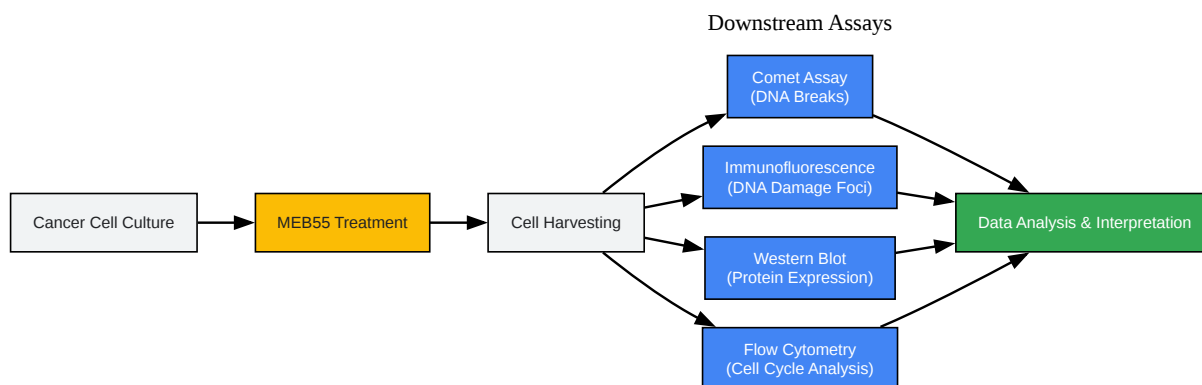 Downstream Assays
Comet Assay
(DNA Breaks)
Immunofluorescence
(DNA Damage Foci)
Cancer Cell Culture
MEB55 Treatment
Cell Harvesting
Data Analysis & Interpretation
Western Blot
(Protein Expression)
Flow Cytometry
(Cell Cycle Analysis)